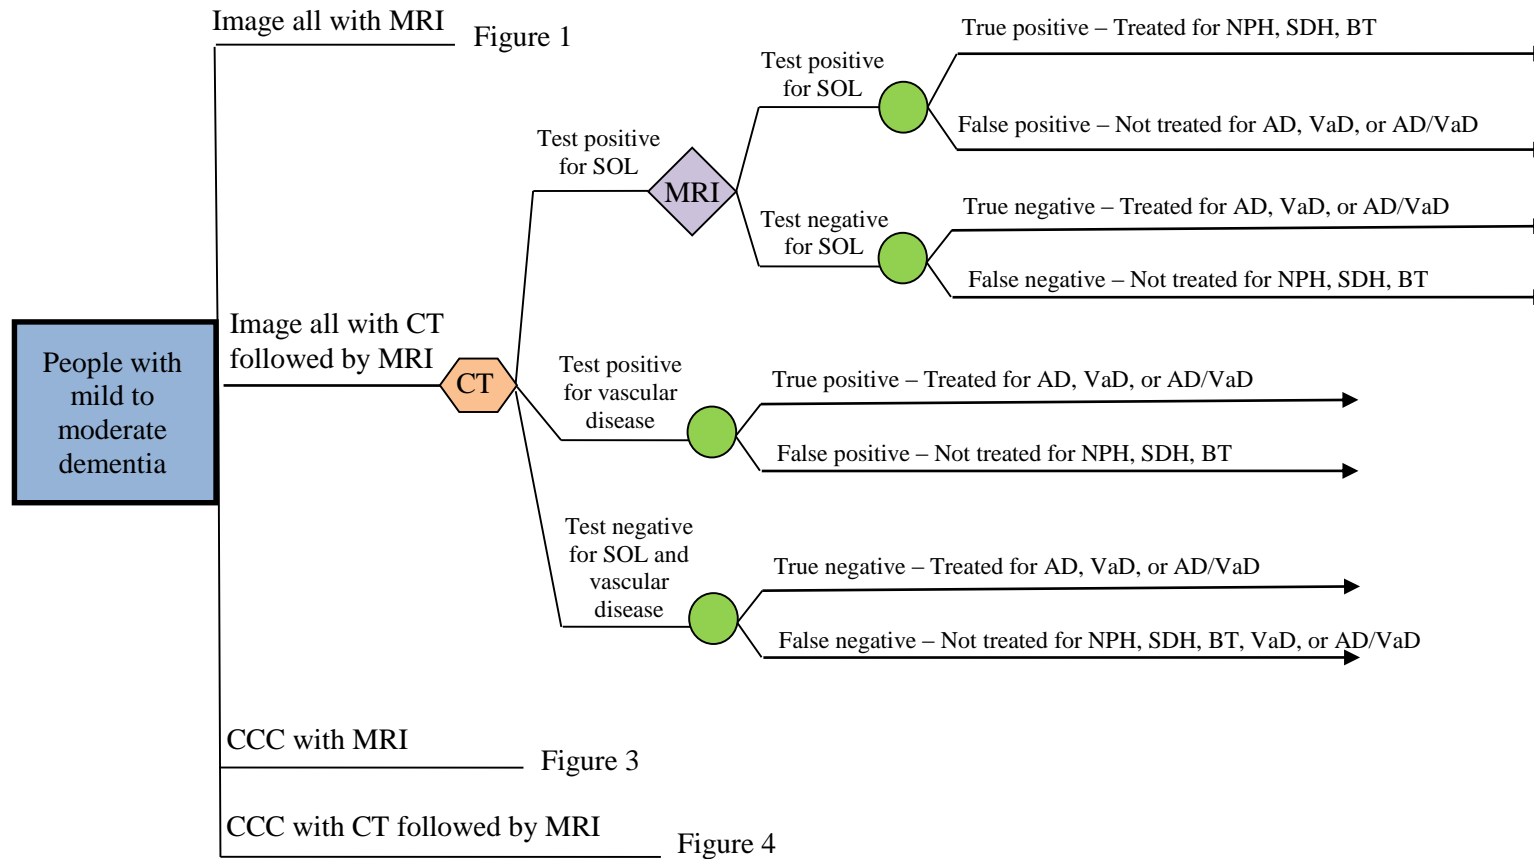 Image all with MRI
Figure 1
True positive – Treated for NPH, SDH, BT
Test positive
for SOL
False positive – Not treated for AD, VaD, or AD/VaD
Test positive
for SOL
MRI
True negative – Treated for AD, VaD, or AD/VaD
Test negative
for SOL
False negative – Not treated for NPH, SDH, BT
Image all with CT
followed by MRI
People with
mild to
moderate
dementia
CT
Test positive
for vascular
disease
True positive – Treated for AD, VaD, or AD/VaD
False positive – Not treated for NPH, SDH, BT
Test negative
for SOL and
vascular
disease
True negative – Treated for AD, VaD, or AD/VaD
False negative – Not treated for NPH, SDH, BT, VaD, or AD/VaD
CCC with MRI
Figure 3
CCC with CT followed by MRI
Figure 4